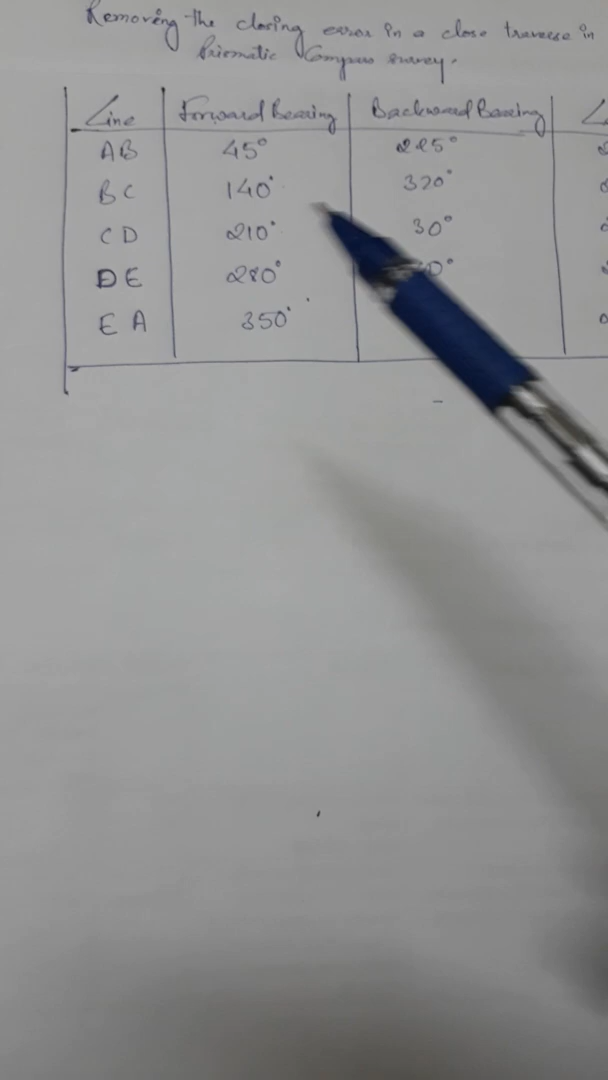 Removing the closing error in a close traverse in
Prismatic Compass survey.
Line Forward Bearing Backward Bearing
AB 45° 225°
BC 140° 320°
CD 210° 30°
DE 280°
EA 350°